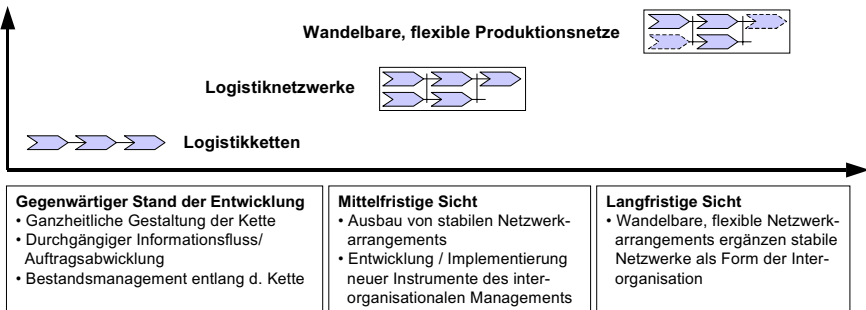 Wandelbare, flexible Produktionsnetze
Logistiknetzwerke
Logistikketten
Gegenwärtiger Stand der Entwicklung
• Ganzheitliche Gestaltung der Kette
• Durchgängiger Informationsfluss/
Auftragsabwicklung
• Bestandsmanagement entlang d. Kette
Mittelfristige Sicht
• Ausbau von stabilen Netzwerk-
arrangements
• Entwicklung / Implementierung
neuer Instrumente des inter-
organisationalen Managements
Langfristige Sicht
• Wandelbare, flexible Netzwerk-
arrangements ergänzen stabile
Netzwerke als Form der Inter-
organisation